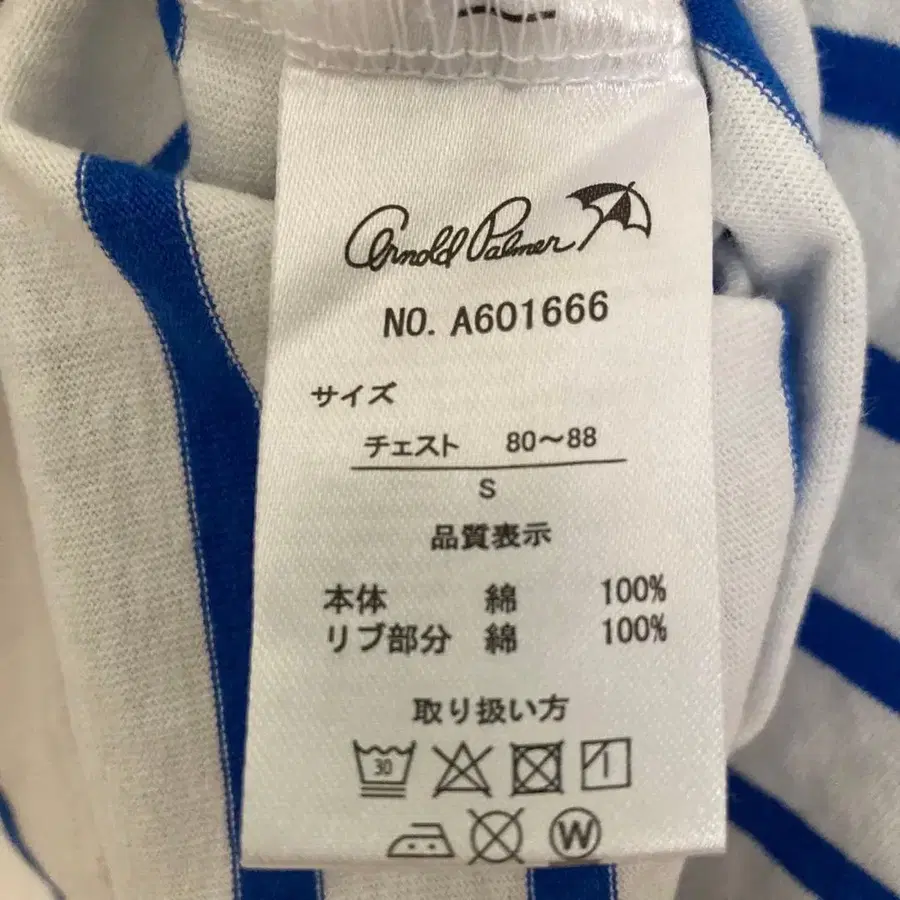 Arnold Palmer
NO. A601666
サイズ
チェスト 80～88
S
品質表示
本体 綿 100%
リブ部分 綿 100%
取り扱い方
30
W